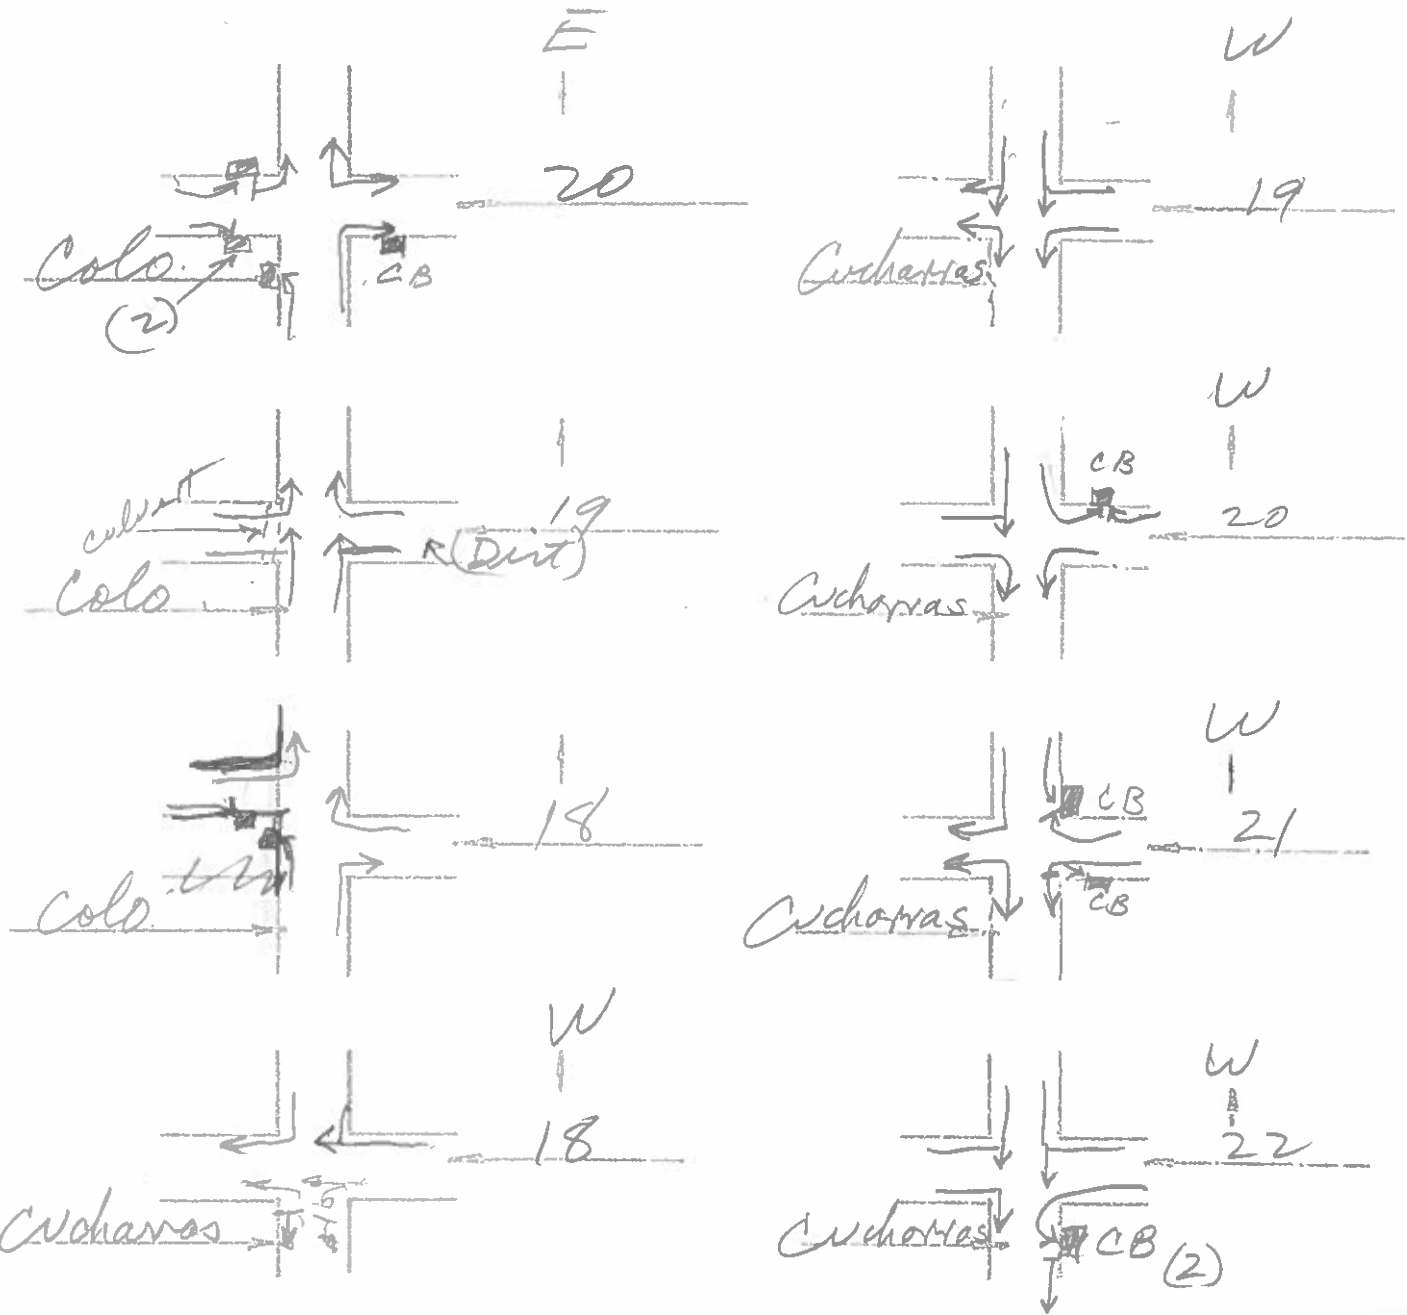 E
20
Colo.
CB
(2)
W
19
Cucharras
culvert
19
(Dirt)
Colo
W
CB
20
Cucharras
18
Colo.
W
CB
21
CB
Cucharras
W
18
Cucharras
W
22
Cucharras
CB
(2)